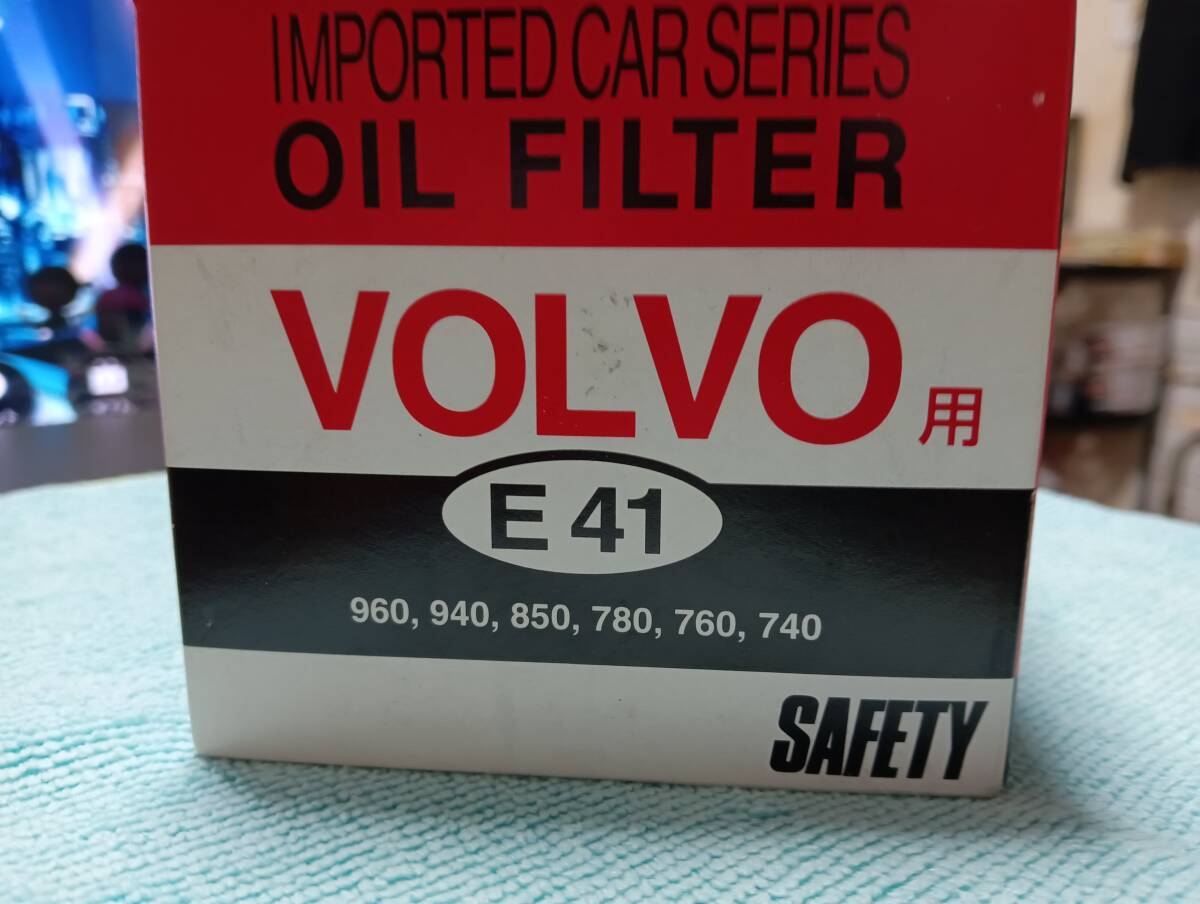 IMPORTED CAR SERIES
OIL FILTER
VOLVO用
E 41
960, 940, 850, 780, 760, 740
SAFETY